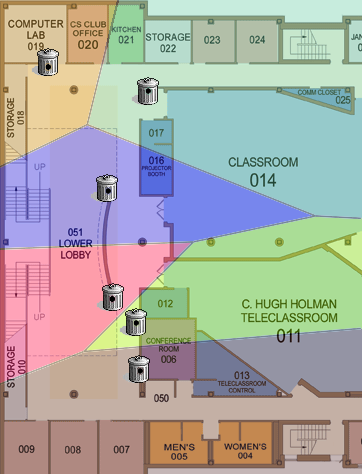 COMPUTER
LAB
019
CS CLUB
OFFICE
020
KITCHEN
021
STORAGE
022
023
024
COMM CLOSET
025
STORAGE
018
017
016
PROJECTOR
BOOTH
CLASSROOM
014
UP
051
LOWER
LOBBY
UP
012
C. HUGH HOLMAN
TELECLASSROOM
011
CONFERENCE
ROOM
006
STORAGE
010
013
TELECLASSROOM
CONTROL
050
009
008
007
MEN'S
005
WOMEN'S
004